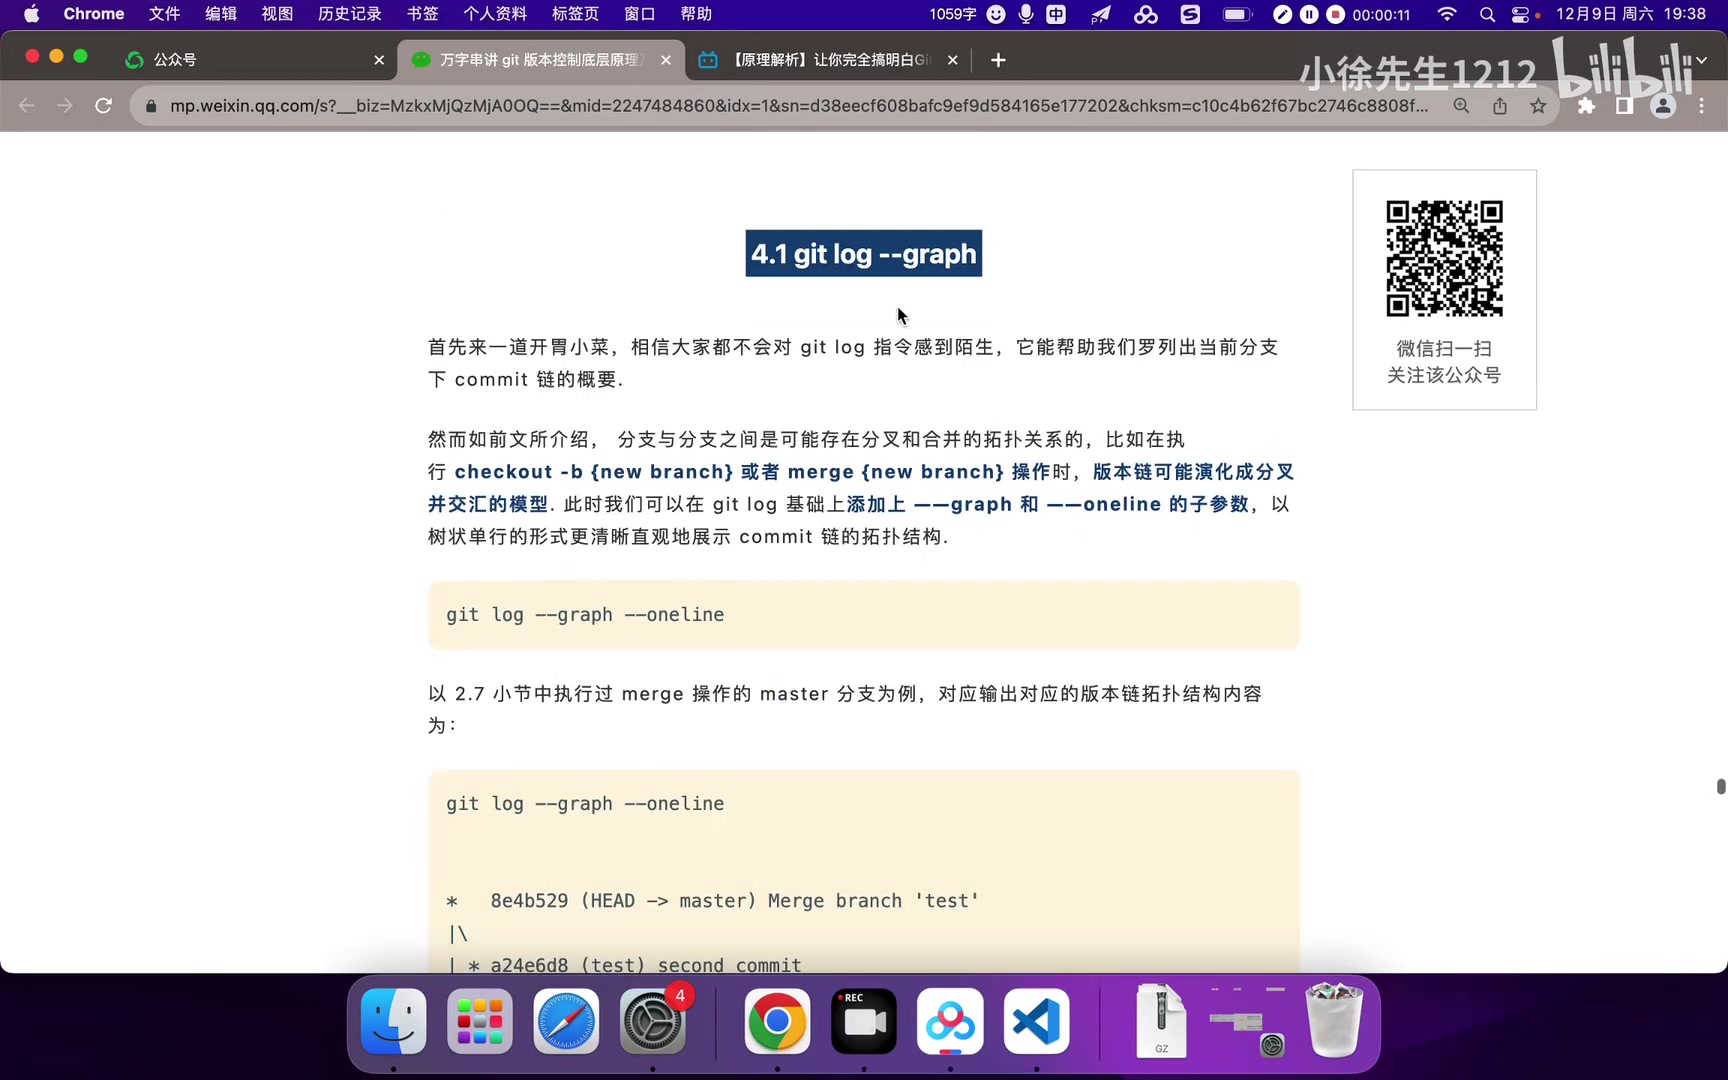 Chrome 文件 编辑 视图 历史记录 书签 个人资料 标签页 窗口 帮助 1059字 中 00:00:11 12月9日 周六 19:38
公众号 万字串讲 git 版本控制底层原理 【原理解析】让你完全搞明白Gi
小徐先生1212 bilibili
mp.weixin.qq.com/s?__biz=MzkxMjQzMjA0OQ==&mid=2247484860&idx=1&sn=d38eecf608bafc9ef9d584165e177202&chksm=c10c4b62f67bc2746c8808f...
4.1 git log --graph
首先来一道开胃小菜，相信大家都不会对 git log 指令感到陌生，它能帮助我们罗列出当前分支
下 commit 链的概要.
然而如前文所介绍， 分支与分支之间是可能存在分叉和合并的拓扑关系的，比如在执
行 checkout -b {new branch} 或者 merge {new branch} 操作时，版本链可能演化成分叉
并交汇的模型. 此时我们可以在 git log 基础上添加上 ——graph 和 ——oneline 的子参数，以
树状单行的形式更清晰直观地展示 commit 链的拓扑结构.
git log --graph --oneline
以 2.7 小节中执行过 merge 操作的 master 分支为例，对应输出对应的版本链拓扑结构内容
为：
git log --graph --oneline
*   8e4b529 (HEAD -> master) Merge branch 'test'
|\
| * a24e6d8 (test) second commit
微信扫一扫
关注该公众号
4
REC
GZ